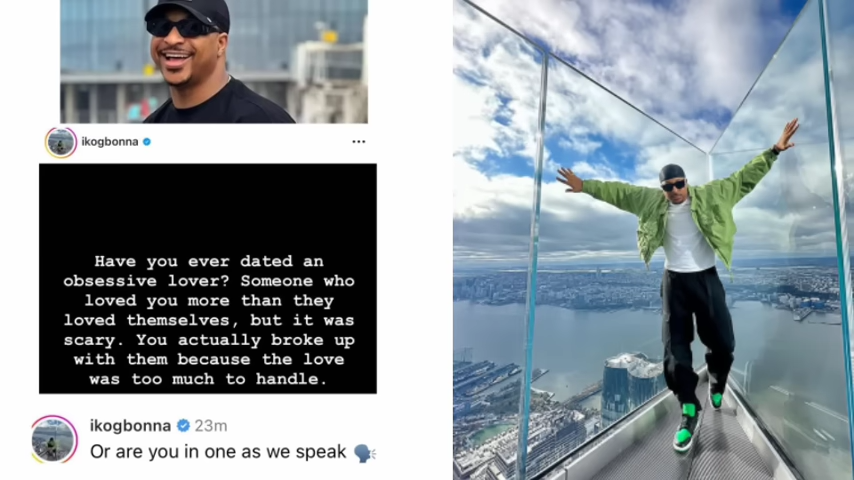 ikogbonna
Have you ever dated an
obsessive lover? Someone who
loved you more than they
loved themselves, but it was
scary. You actually broke up
with them because the love
was too much to handle.
ikogbonna 23m
Or are you in one as we speak